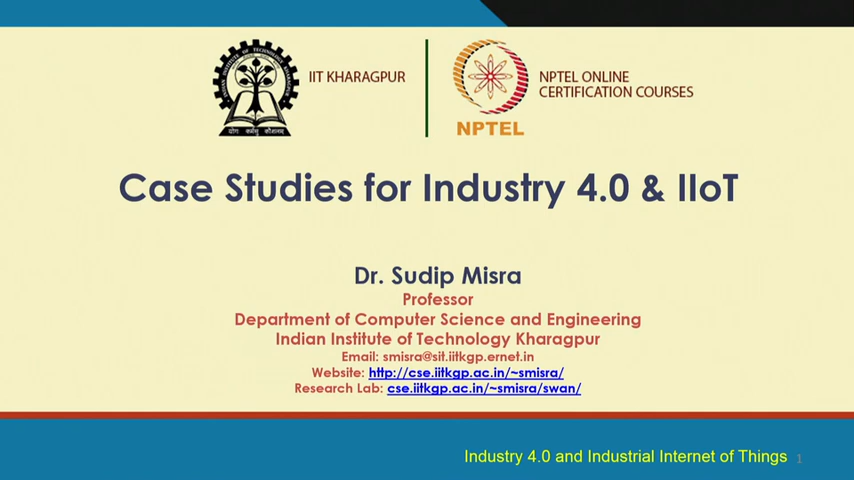 IIT KHARAGPUR
NPTEL ONLINE
CERTIFICATION COURSES
NPTEL
योगः कर्मसु कौशलम्
Case Studies for Industry 4.0 & IIoT
Dr. Sudip Misra
Professor
Department of Computer Science and Engineering
Indian Institute of Technology Kharagpur
Email: smisra@sit.iitkgp.ernet.in
Website: http://cse.iitkgp.ac.in/~smisra/
Research Lab: cse.iitkgp.ac.in/~smisra/swan/
Industry 4.0 and Industrial Internet of Things 1